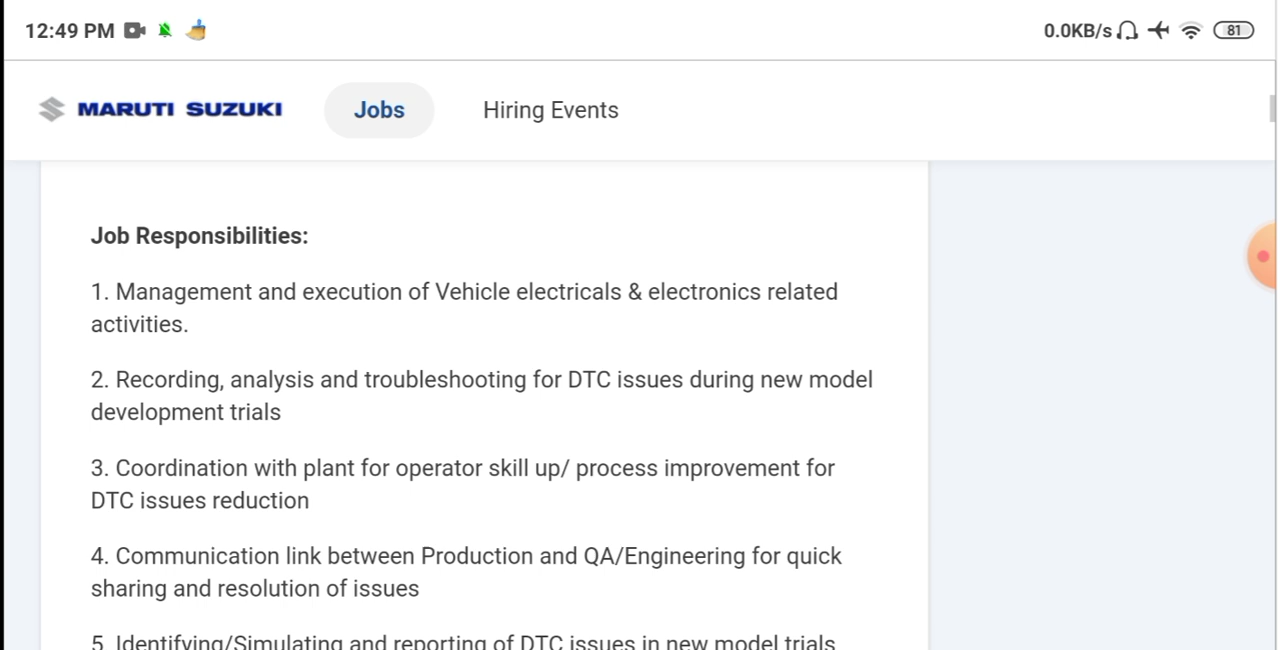 12:49 PM 0.0KB/s 81
MARUTI SUZUKI Jobs Hiring Events
Job Responsibilities:
1. Management and execution of Vehicle electricals & electronics related
activities.
2. Recording, analysis and troubleshooting for DTC issues during new model
development trials
3. Coordination with plant for operator skill up/ process improvement for
DTC issues reduction
4. Communication link between Production and QA/Engineering for quick
sharing and resolution of issues
5. Identifying/Simulating and reporting of DTC issues in new model trials